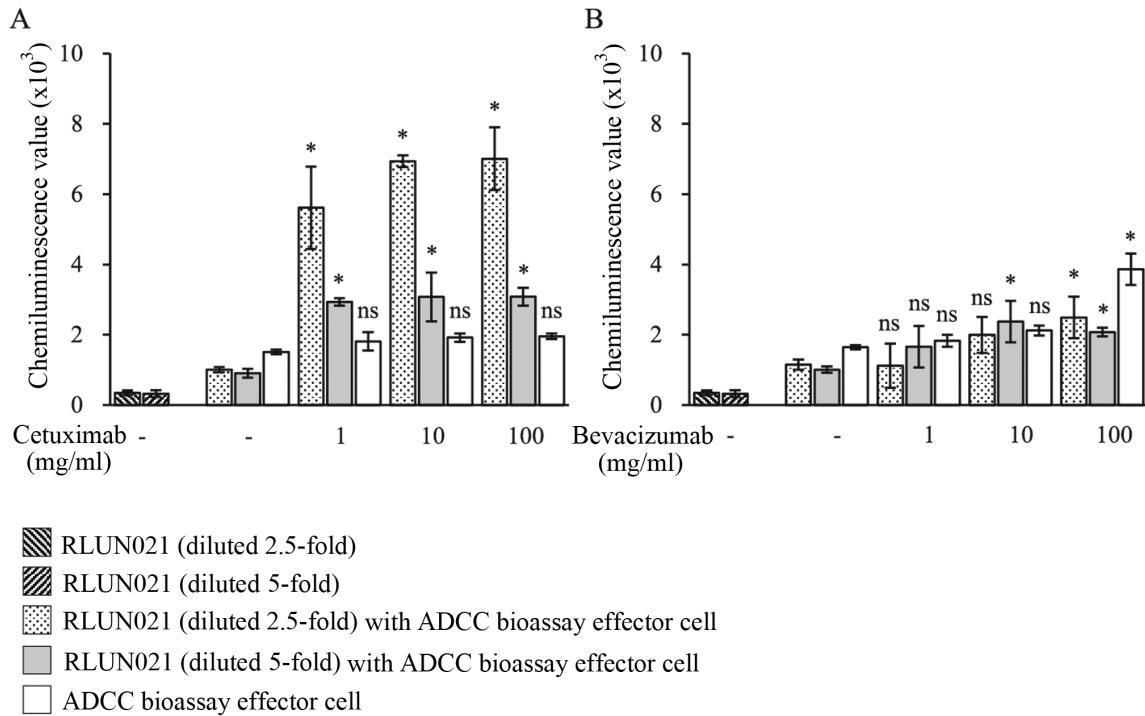 A
Chemiluminescence value (x10³)
10
8
6
4
2
0
*
*
*
*
*
*
ns
ns
ns
Cetuximab - - 1 10 100
(mg/ml)
B
Chemiluminescence value (x10³)
10
8
6
4
2
0
ns
ns
ns
ns
*
ns
*
*
*
Bevacizumab - - 1 10 100
(mg/ml)
RLUN021 (diluted 2.5-fold)
RLUN021 (diluted 5-fold)
RLUN021 (diluted 2.5-fold) with ADCC bioassay effector cell
RLUN021 (diluted 5-fold) with ADCC bioassay effector cell
ADCC bioassay effector cell